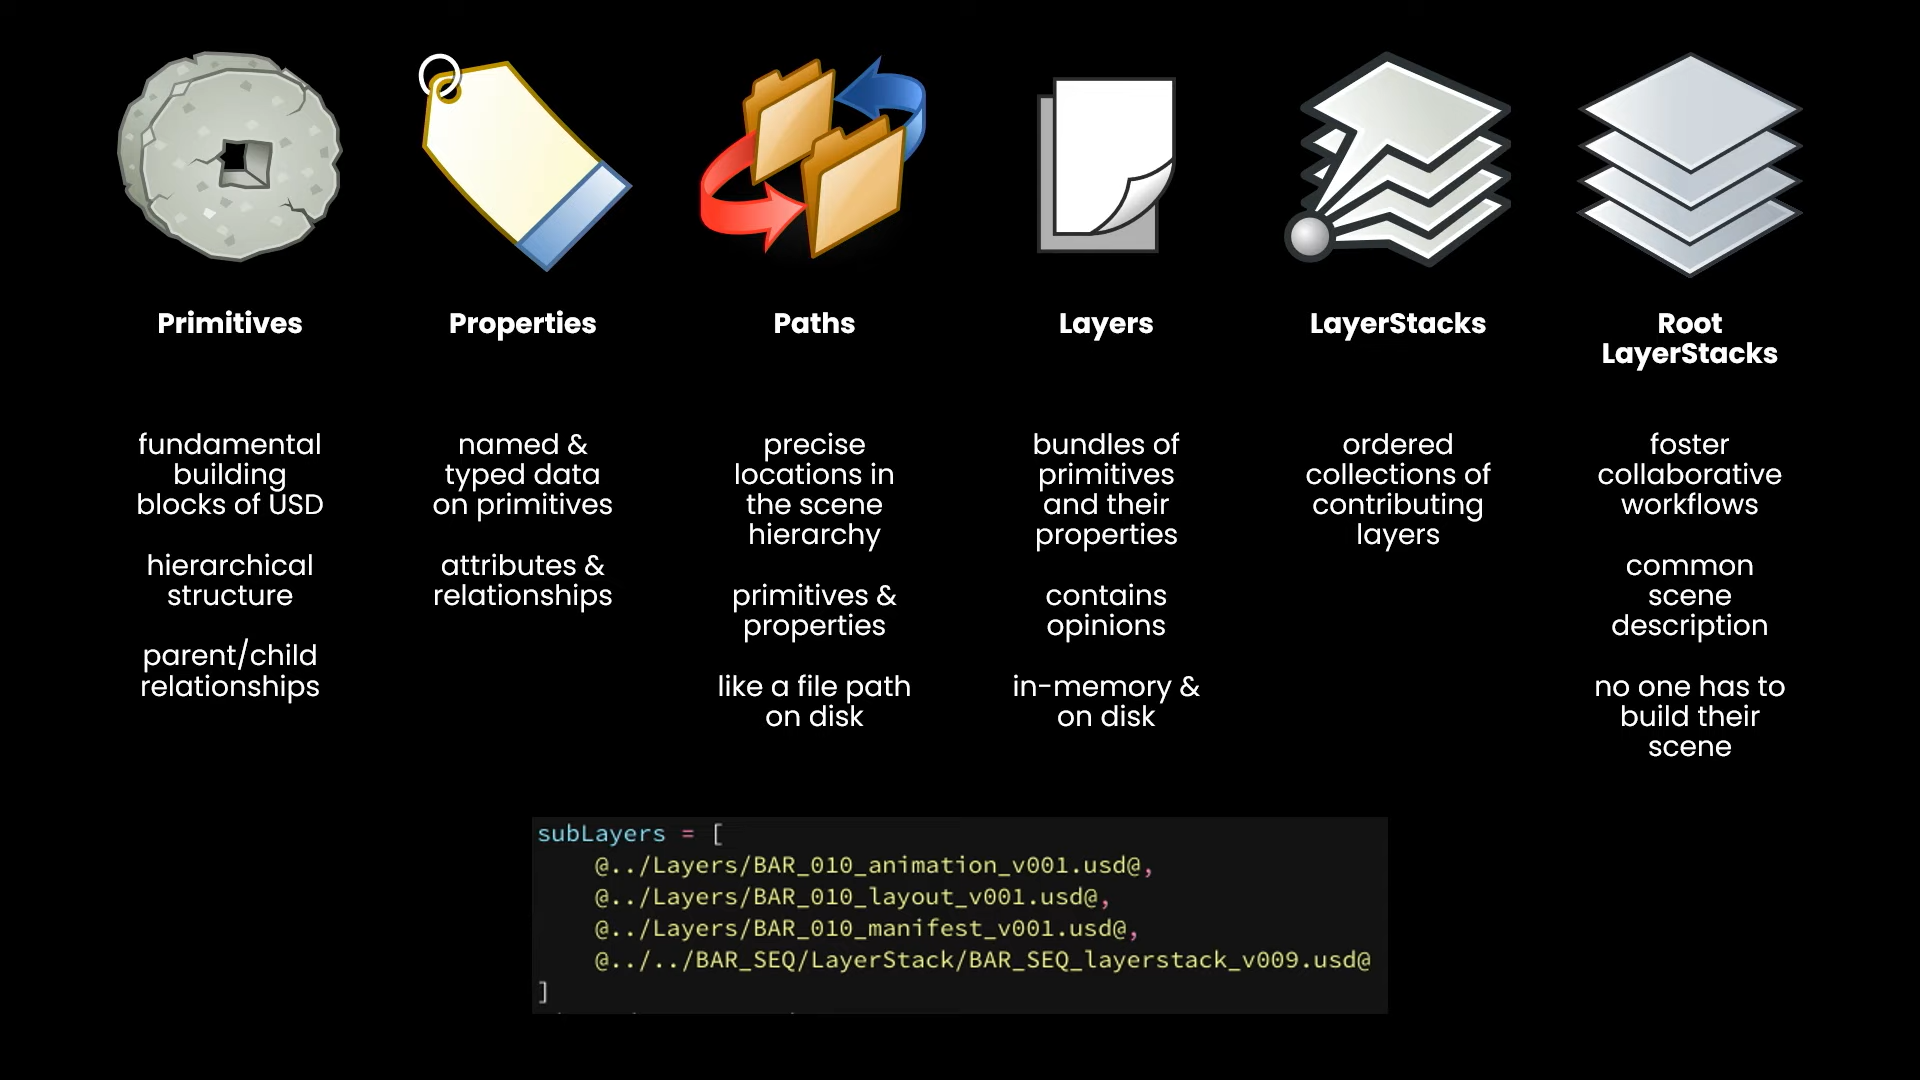 Primitives
fundamental
building
blocks of USD
hierarchical
structure
parent/child
relationships
Properties
named &
typed data
on primitives
attributes &
relationships
Paths
precise
locations in
the scene
hierarchy
primitives &
properties
like a file path
on disk
Layers
bundles of
primitives
and their
properties
contains
opinions
in-memory &
on disk
LayerStacks
ordered
collections of
contributing
layers
Root
LayerStacks
foster
collaborative
workflows
common
scene
description
no one has to
build their
scene
subLayers = [
@../Layers/BAR_010_animation_v001.usd@,
@../Layers/BAR_010_layout_v001.usd@,
@../Layers/BAR_010_manifest_v001.usd@,
@../../BAR_SEQ/LayerStack/BAR_SEQ_layerstack_v009.usd@
]